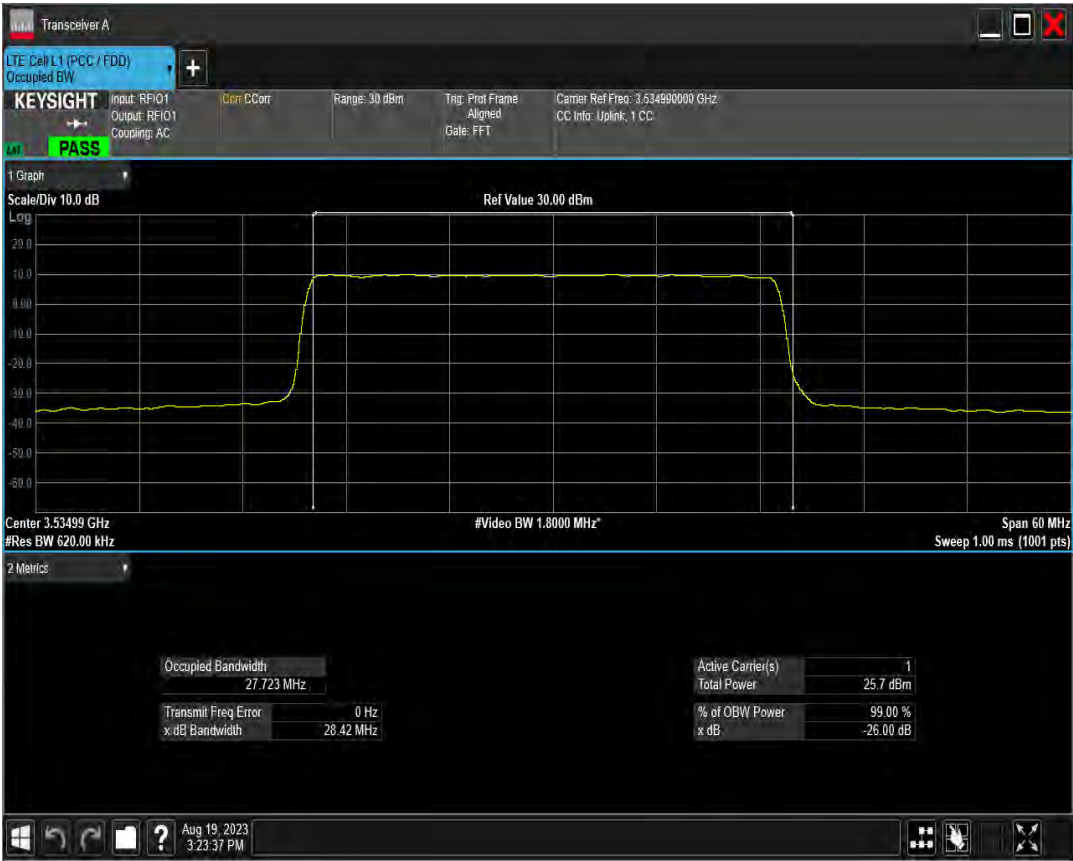 Transceiver A
LTE Cell L1 (PCC / FDD)
Occupied BW
+
KEYSIGHT
Input: RFIO1
Output: RFIO1
Coupling: AC
Corr CCorr
Range: 30 dBm
Trig: Prot Frame
Aligned
Gate: FFT
Carrier Ref Freq: 3.534990000 GHz
CC Info: Uplink, 1 CC
PASS
1 Graph
Scale/Div 10.0 dB
Ref Value 30.00 dBm
Log
20.0
10.0
0.00
-10.0
-20.0
-30.0
-40.0
-50.0
-60.0
Center 3.53499 GHz
#Video BW 1.8000 MHz*
Span 60 MHz
#Res BW 620.00 kHz
Sweep 1.00 ms (1001 pts)
2 Metrics
Occupied Bandwidth
27.723 MHz
Transmit Freq Error 0 Hz
x dB Bandwidth 28.42 MHz
Active Carrier(s) 1
Total Power 25.7 dBm
% of OBW Power 99.00 %
x dB -26.00 dB
?
Aug 19, 2023
3:23:37 PM